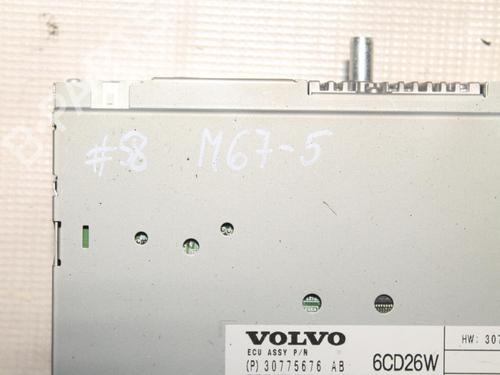 #8 M67-5
VOLVO
ECU ASSY P/N
(P) 30775676 AB
6CD26W
HW: 307